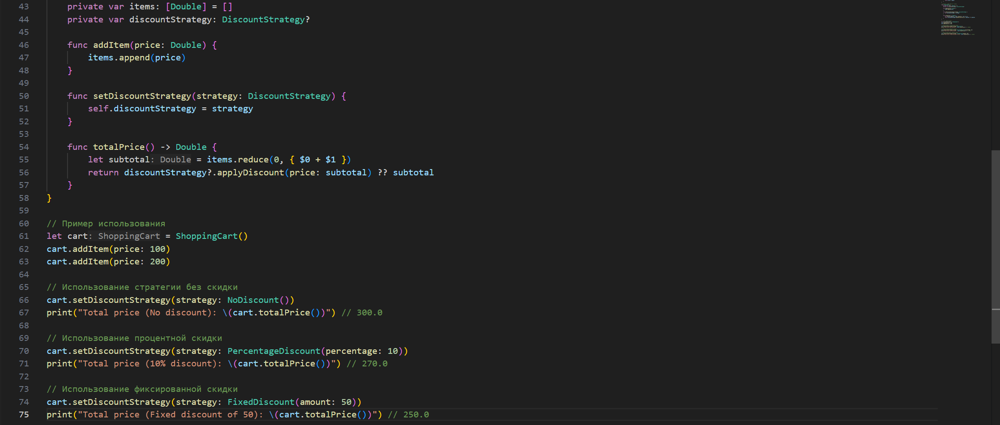 43 private var items: [Double] = []
44 private var discountStrategy: DiscountStrategy?
45
46 func addItem(price: Double) {
47 items.append(price)
48 }
49
50 func setDiscountStrategy(strategy: DiscountStrategy) {
51 self.discountStrategy = strategy
52 }
53
54 func totalPrice() -> Double {
55 let subtotal: Double = items.reduce(0, { $0 + $1 })
56 return discountStrategy?.applyDiscount(price: subtotal) ?? subtotal
57 }
58 }
59
60 // Пример использования
61 let cart: ShoppingCart = ShoppingCart()
62 cart.addItem(price: 100)
63 cart.addItem(price: 200)
64
65 // Использование стратегии без скидки
66 cart.setDiscountStrategy(strategy: NoDiscount())
67 print("Total price (No discount): \(cart.totalPrice())") // 300.0
68
69 // Использование процентной скидки
70 cart.setDiscountStrategy(strategy: PercentageDiscount(percentage: 10))
71 print("Total price (10% discount): \(cart.totalPrice())") // 270.0
72
73 // Использование фиксированной скидки
74 cart.setDiscountStrategy(strategy: FixedDiscount(amount: 50))
75 print("Total price (Fixed discount of 50): \(cart.totalPrice())") // 250.0